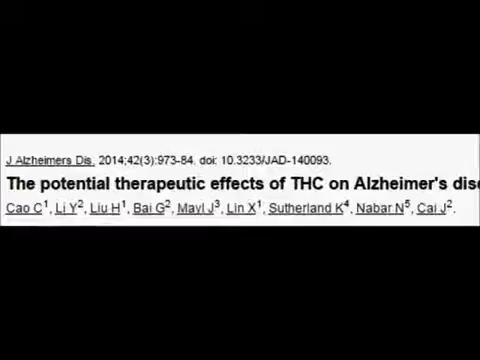 J Alzheimers Dis. 2014;42(3):973-84. doi: 10.3233/JAD-140093.
The potential therapeutic effects of THC on Alzheimer's dise
Cao C1, Li Y2, Liu H1, Bai G2, Mayl J3, Lin X1, Sutherland K4, Nabar N5, Cai J2.